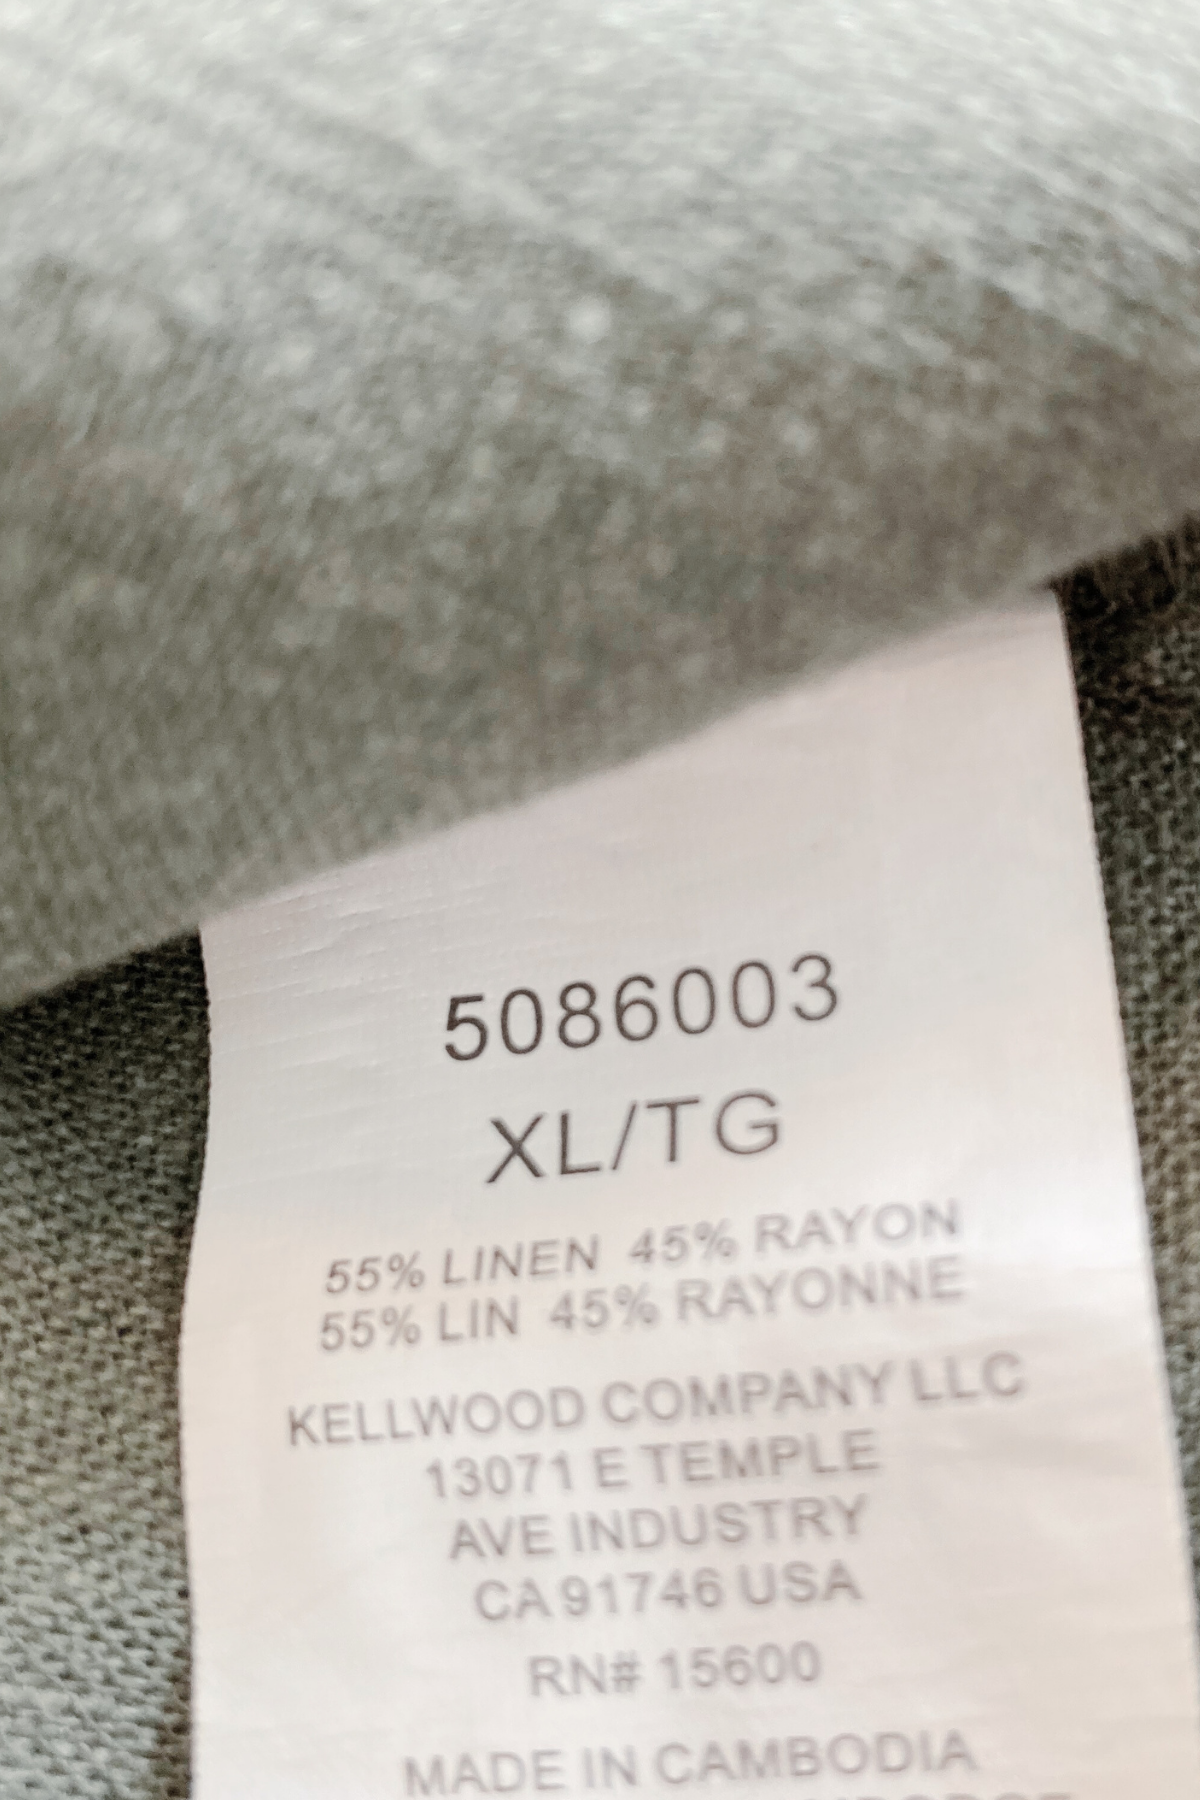 5086003
XL/TG
55% LINEN 45% RAYON
55% LIN 45% RAYONNE
KELLWOOD COMPANY LLC
13071 E TEMPLE
AVE INDUSTRY
CA 91746 USA
RN# 15600
MADE IN CAMBODIA